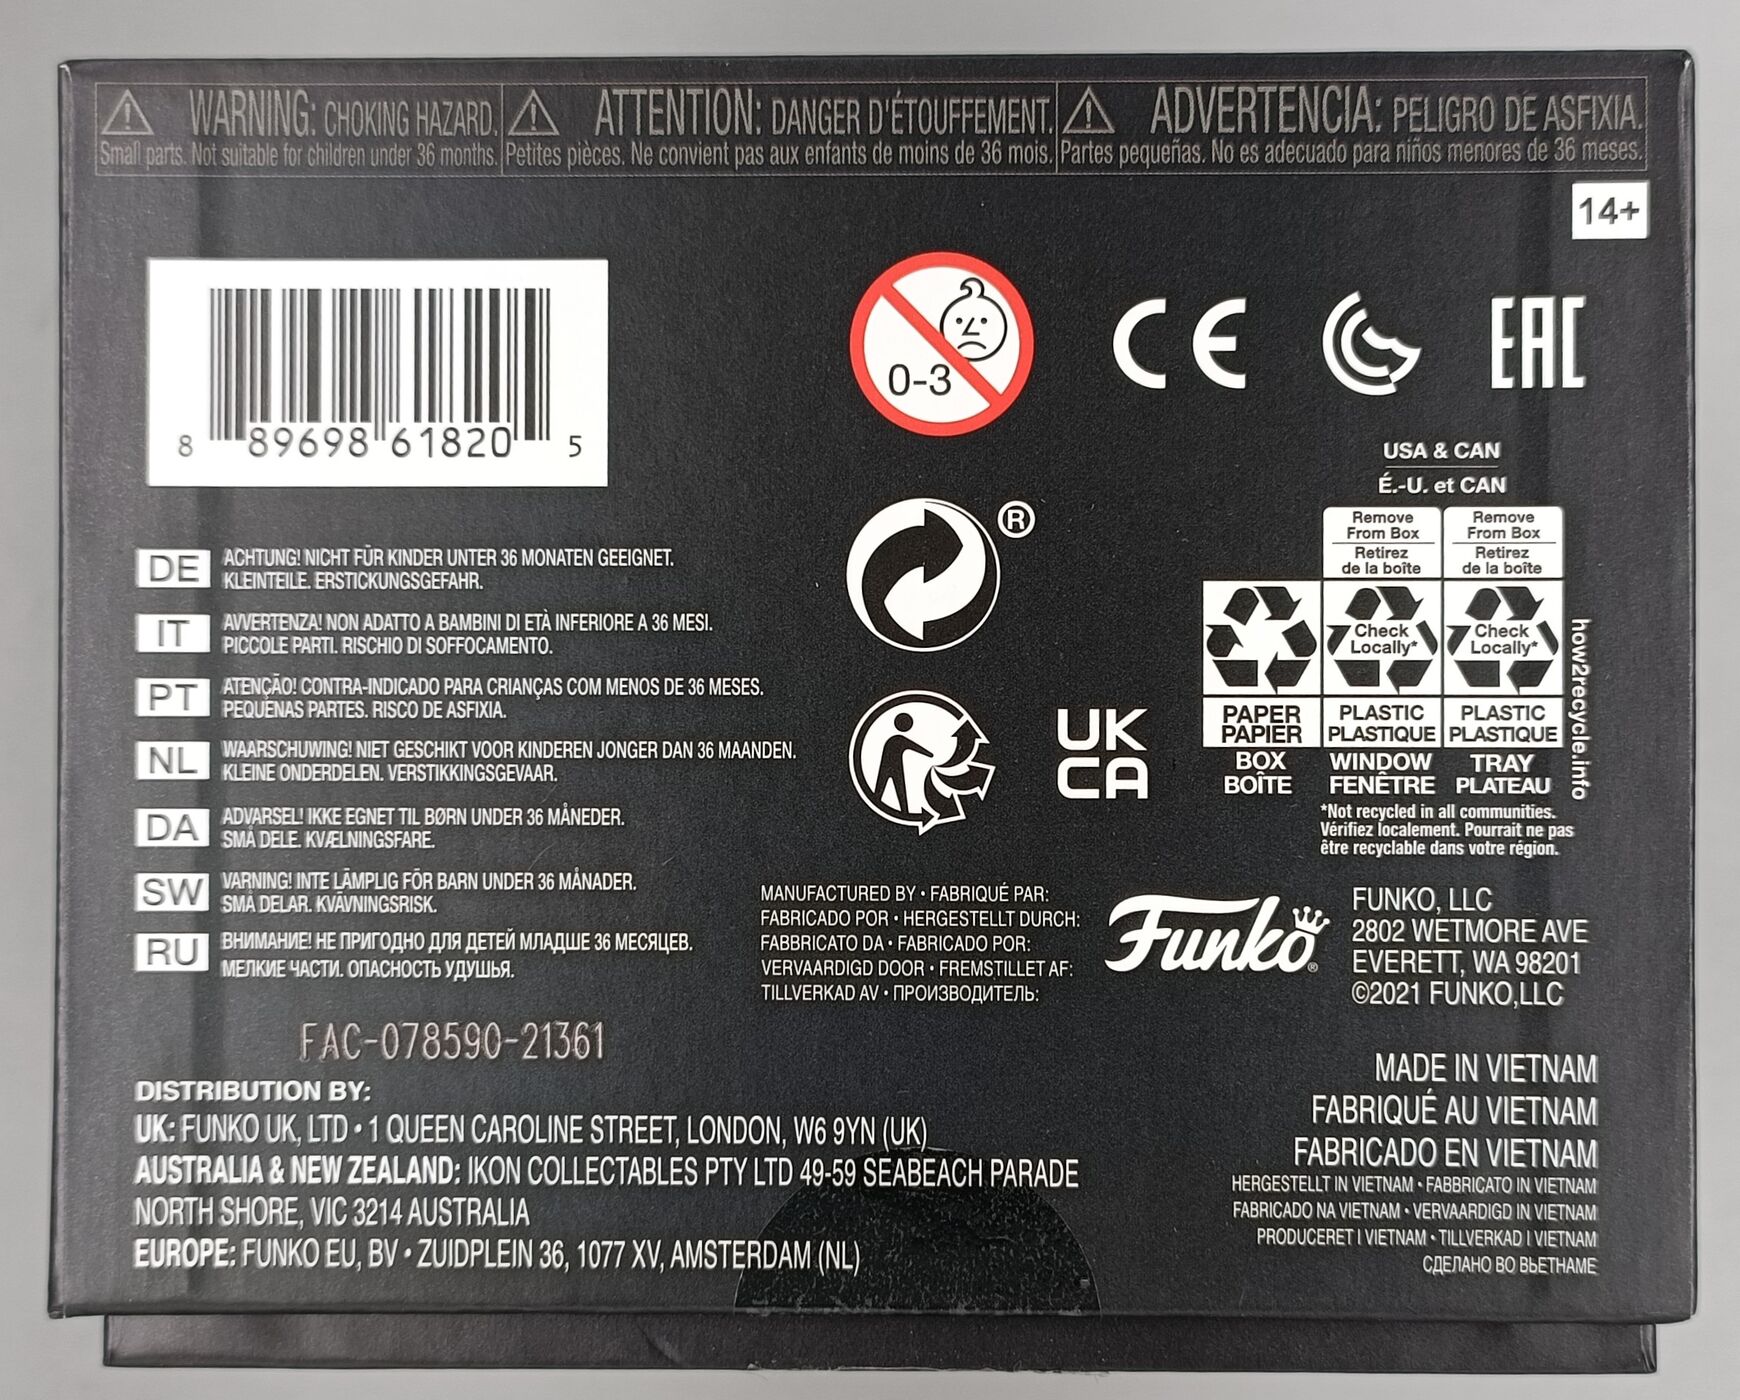 WARNING: CHOKING HAZARD.
Small parts. Not suitable for children under 36 months.
ATTENTION: DANGER D'ÉTOUFFEMENT.
Petites pièces. Ne convient pas aux enfants de moins de 36 mois.
ADVERTENCIA: PELIGRO DE ASFIXIA.
Partes pequeñas. No es adecuado para niños menores de 36 meses.
14+
8 89698 61820 5
0-3
CE
EAC
USA & CAN
É.-U. et CAN
Remove
From Box
Retirez
de la boîte
Remove
From Box
Retirez
de la boîte
Check
Locally*
Check
Locally*
PAPER
PAPIER
PLASTIC
PLASTIQUE
PLASTIC
PLASTIQUE
BOX
BOÎTE
WINDOW
FENÊTRE
TRAY
PLATEAU
how2recycle.info
*Not recycled in all communities.
Vérifiez localement. Pourrait ne pas
être recyclable dans votre région.
®
UK
CA
DE ACHTUNG! NICHT FÜR KINDER UNTER 36 MONATEN GEEIGNET.
KLEINTEILE. ERSTICKUNGSGEFAHR.
IT AVVERTENZA! NON ADATTO A BAMBINI DI ETÀ INFERIORE A 36 MESI.
PICCOLE PARTI. RISCHIO DI SOFFOCAMENTO.
PT ATENÇÃO! CONTRA-INDICADO PARA CRIANÇAS COM MENOS DE 36 MESES.
PEQUENAS PARTES. RISCO DE ASFIXIA.
NL WAARSCHUWING! NIET GESCHIKT VOOR KINDEREN JONGER DAN 36 MAANDEN.
KLEINE ONDERDELEN. VERSTIKKINGSGEVAAR.
DA ADVARSEL! IKKE EGNET TIL BØRN UNDER 36 MÅNEDER.
SMÅ DELE. KVÆLNINGSFARE.
SW VARNING! INTE LÄMPLIG FÖR BARN UNDER 36 MÅNADER.
SMÅ DELAR. KVÄVNINGSRISK.
RU ВНИМАНИЕ! НЕ ПРИГОДНО ДЛЯ ДЕТЕЙ МЛАДШЕ 36 МЕСЯЦЕВ.
МЕЛКИЕ ЧАСТИ. ОПАСНОСТЬ УДУШЬЯ.
MANUFACTURED BY • FABRIQUÉ PAR:
FABRICADO POR • HERGESTELLT DURCH:
FABBRICATO DA • FABRICADO POR:
VERVAARDIGD DOOR • FREMSTILLET AF:
TILLVERKAD AV • ПРОИЗВОДИТЕЛЬ:
Funko®
FUNKO, LLC
2802 WETMORE AVE
EVERETT, WA 98201
©2021 FUNKO,LLC
FAC-078590-21361
DISTRIBUTION BY:
UK: FUNKO UK, LTD • 1 QUEEN CAROLINE STREET, LONDON, W6 9YN (UK)
AUSTRALIA & NEW ZEALAND: IKON COLLECTABLES PTY LTD 49-59 SEABEACH PARADE
NORTH SHORE, VIC 3214 AUSTRALIA
EUROPE: FUNKO EU, BV • ZUIDPLEIN 36, 1077 XV, AMSTERDAM (NL)
MADE IN VIETNAM
FABRIQUÉ AU VIETNAM
FABRICADO EN VIETNAM
HERGESTELLT IN VIETNAM • FABBRICATO IN VIETNAM
FABRICADO NA VIETNAM • VERVAARDIGD IN VIETNAM
PRODUCERET I VIETNAM • TILLVERKAD I VIETNAM
СДЕЛАНО ВО ВЬЕТНАМЕ